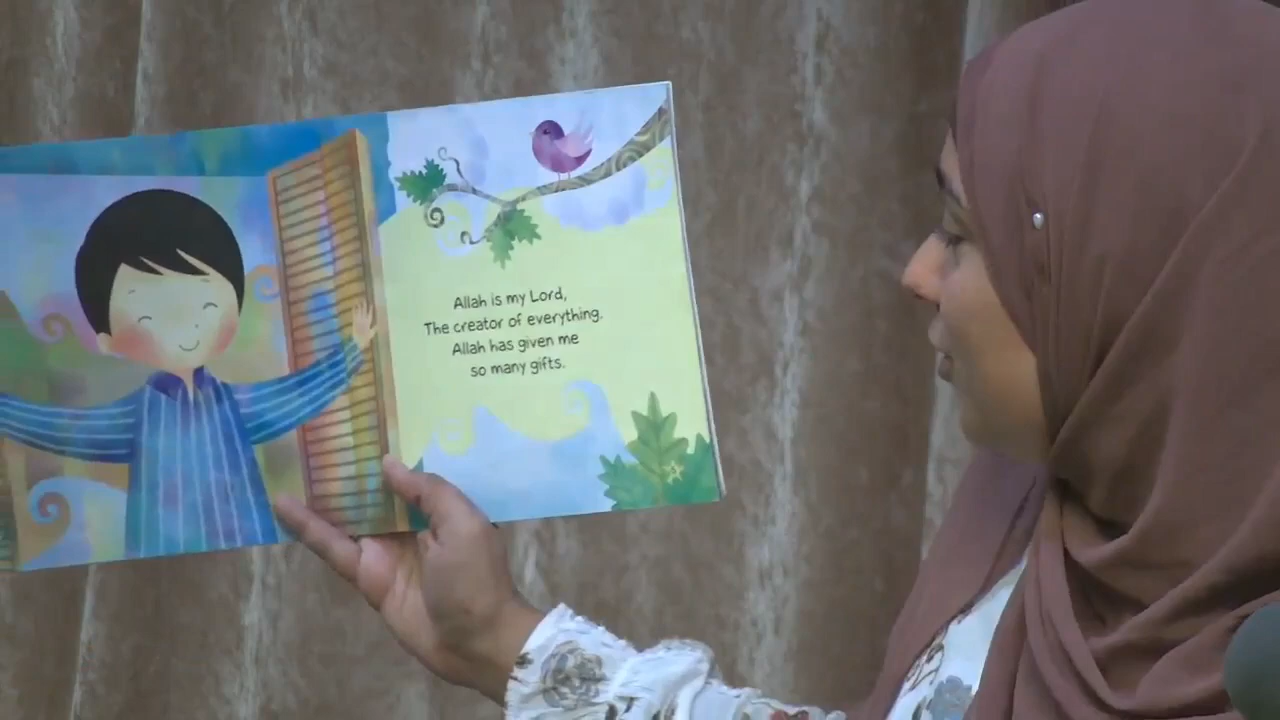 Allah is my Lord,
The creator of everything.
Allah has given me
so many gifts.